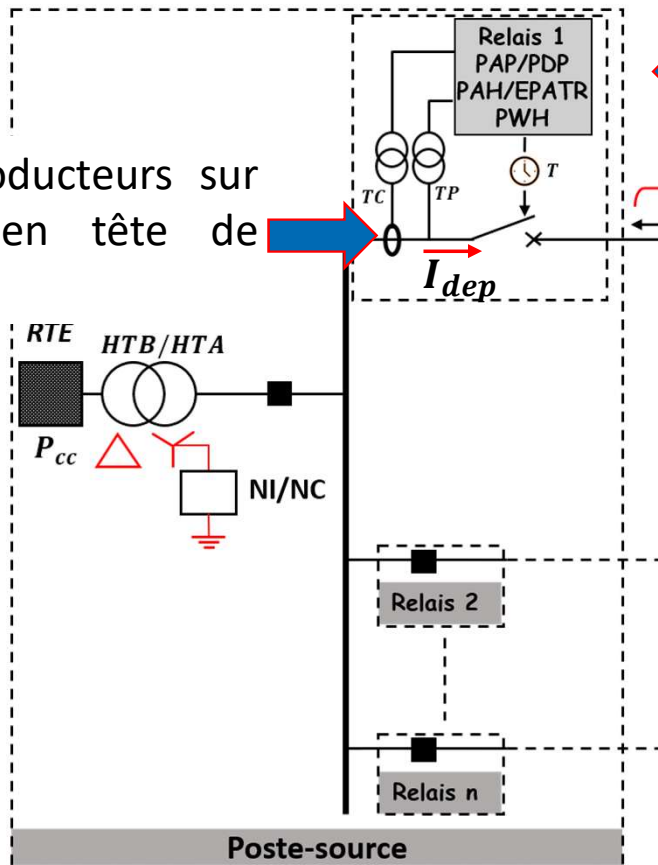 Relais 1
PAP/PDP
PAH/EPATR
PWH
T
TC
TP
oducteurs sur
en tête de
I_dep
RTE
HTB/HTA
P_cc
NI/NC
Relais 2
Relais n
Poste-source